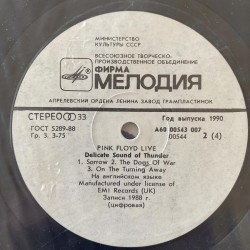 МИНИСТЕРСТВО
КУЛЬТУРЫ СССР
ВСЕСОЮЗНОЕ ТВОРЧЕСКО-
ПРОИЗВОДСТВЕННОЕ ОБЪЕДИНЕНИЕ
ФИРМА
МЕЛОДИЯ
АПРЕЛЕВСКИЙ ОРДЕНА ЛЕНИНА ЗАВОД ГРАМПЛАСТИНОК
СТЕРЕО 33
Год выпуска 1990
ГОСТ 5289-88
А60 00543 007
Гр. 3. 3-75
00544 2 (4)
PINK FLOYD LIVE
Delicate Sound of Thunder
1. Sorrow 2. The Dogs of War
3. On the Turning Away
На английском языке
Manufactured under license of
EMI Records (UK)
Записи 1988 г.
(цифровая)